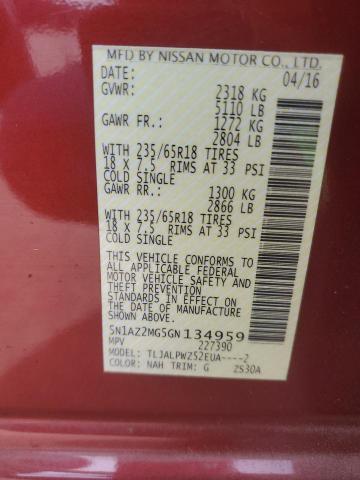 MFD BY NISSAN MOTOR CO., LTD.
DATE: 04/16
GVWR: 2318 KG
5110 LB
GAWR FR.: 1272 KG
2804 LB
WITH 235/65R18 TIRES
18 X 7.5 RIMS AT 33 PSI
COLD SINGLE
GAWR RR.: 1300 KG
2866 LB
WITH 235/65R18 TIRES
18 X 7.5 RIMS AT 33 PSI
COLD SINGLE
THIS VEHICLE CONFORMS TO
ALL APPLICABLE FEDERAL
MOTOR VEHICLE SAFETY AND
THEFT PREVENTION
STANDARDS IN EFFECT ON
THE DATE OF MANUFACTURE
SHOWN ABOVE.
5N1AZ2MG5GN134959
MPV 227390
MODEL: TLJALPWZ52EUA----2
COLOR: NAH TRIM: G ZS30A